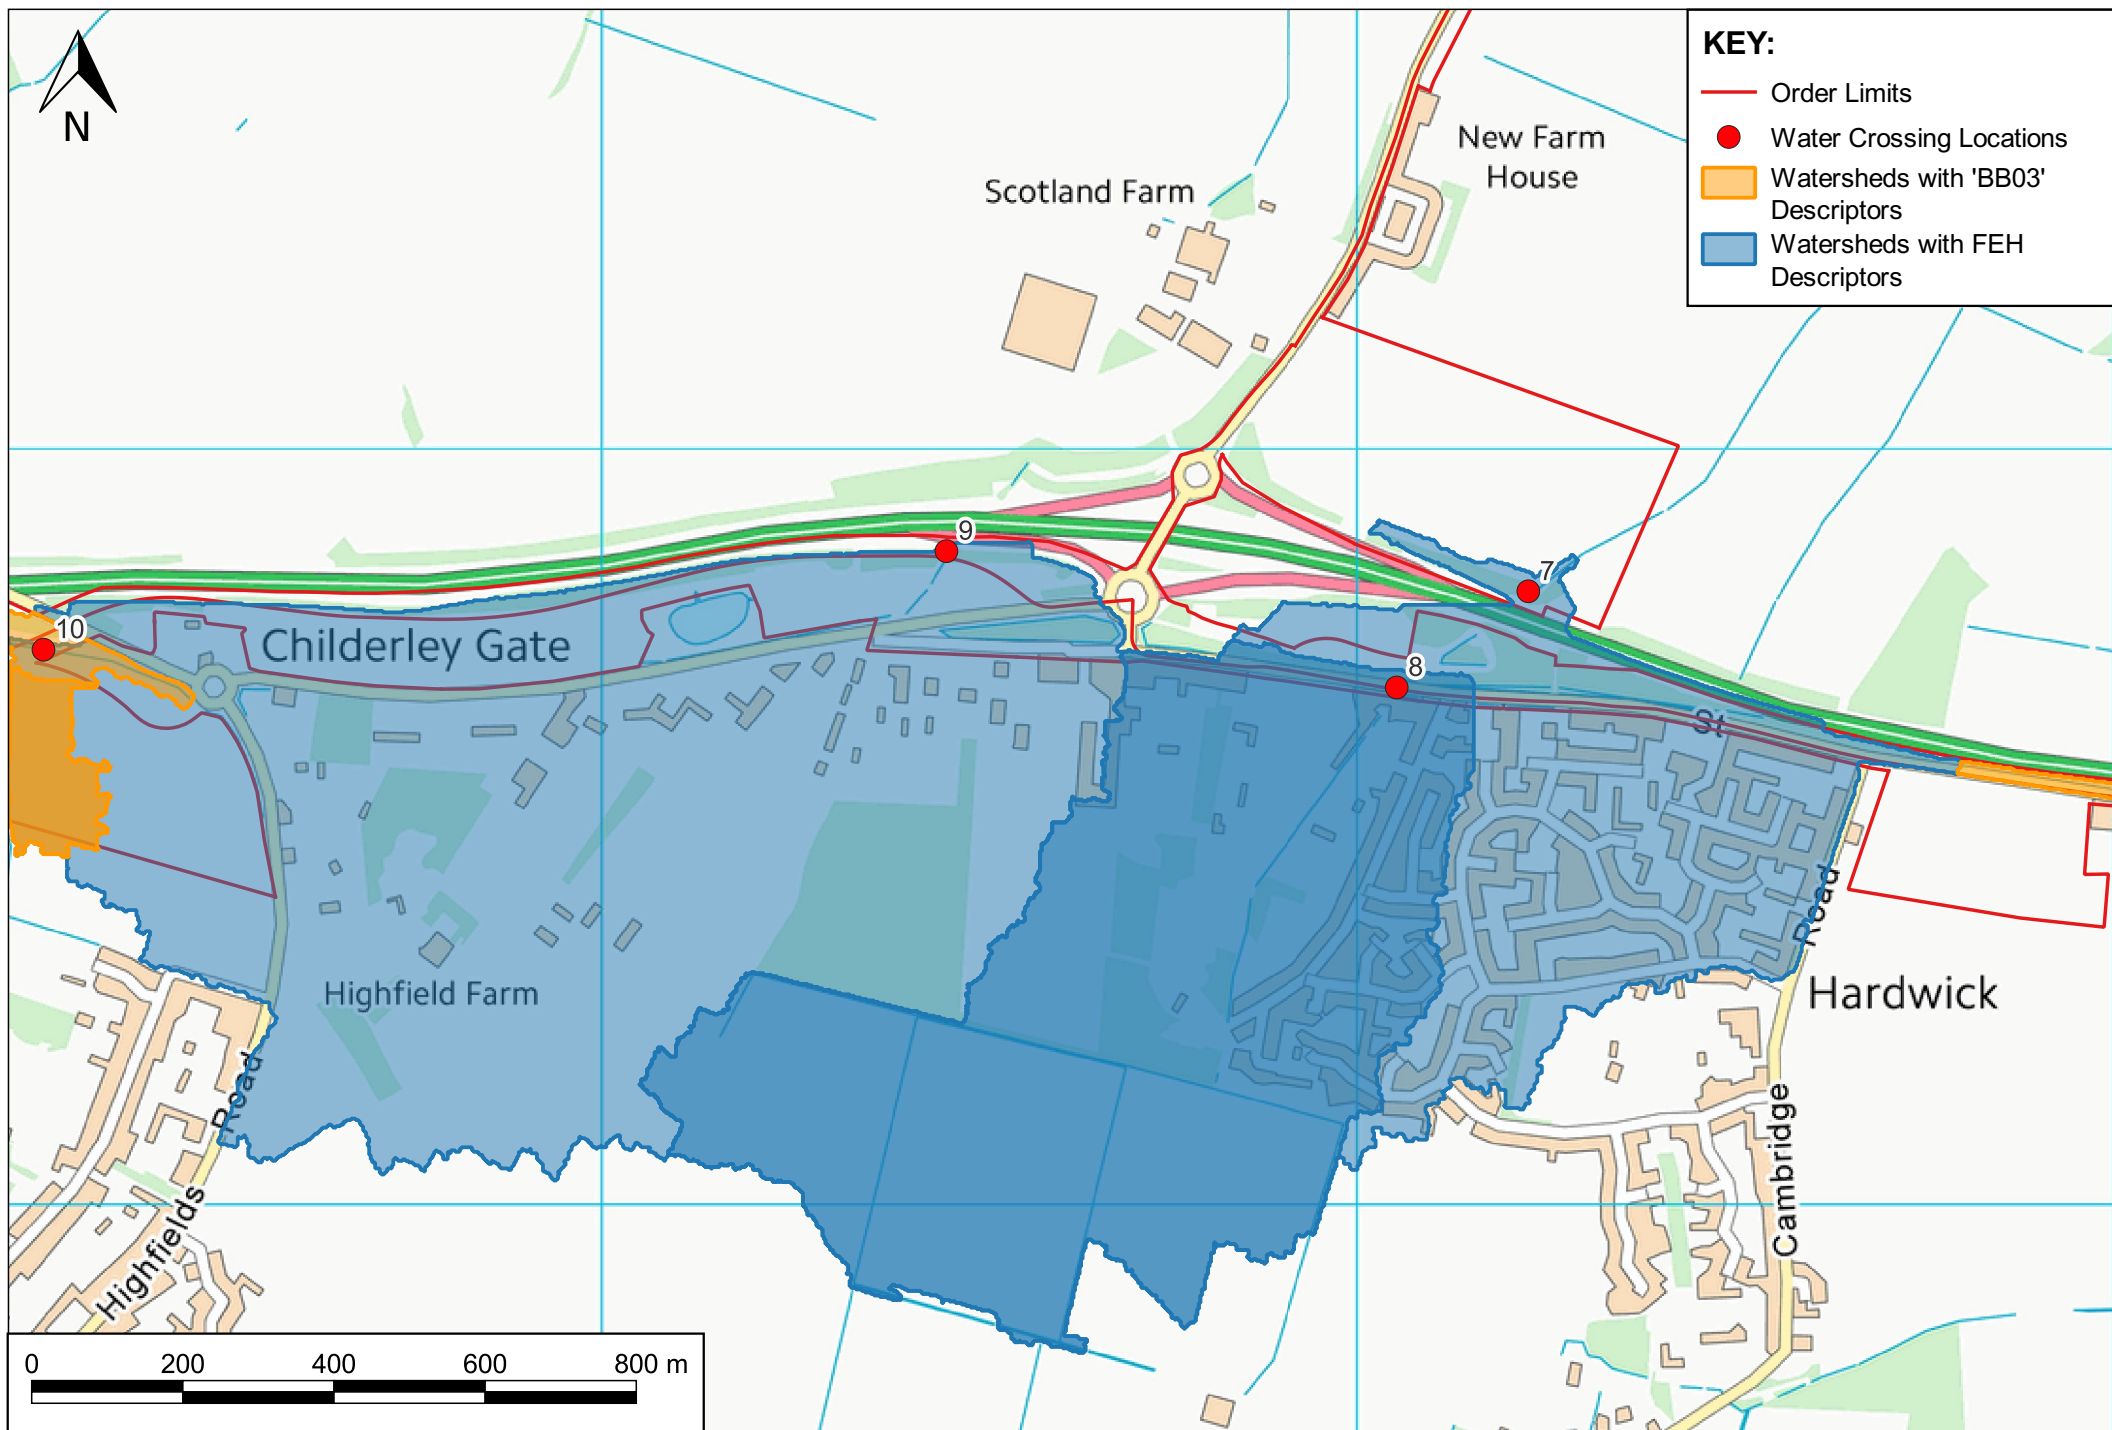 KEY:
Order Limits
Water Crossing Locations
Watersheds with 'BB03'
Descriptors
Watersheds with FEH
Descriptors
N
New Farm
House
Scotland Farm
9
7
10
Childerley Gate
8
St
Road
Highfield Farm
Hardwick
Road
Cambridge
Highfields
0 200 400 600 800 m